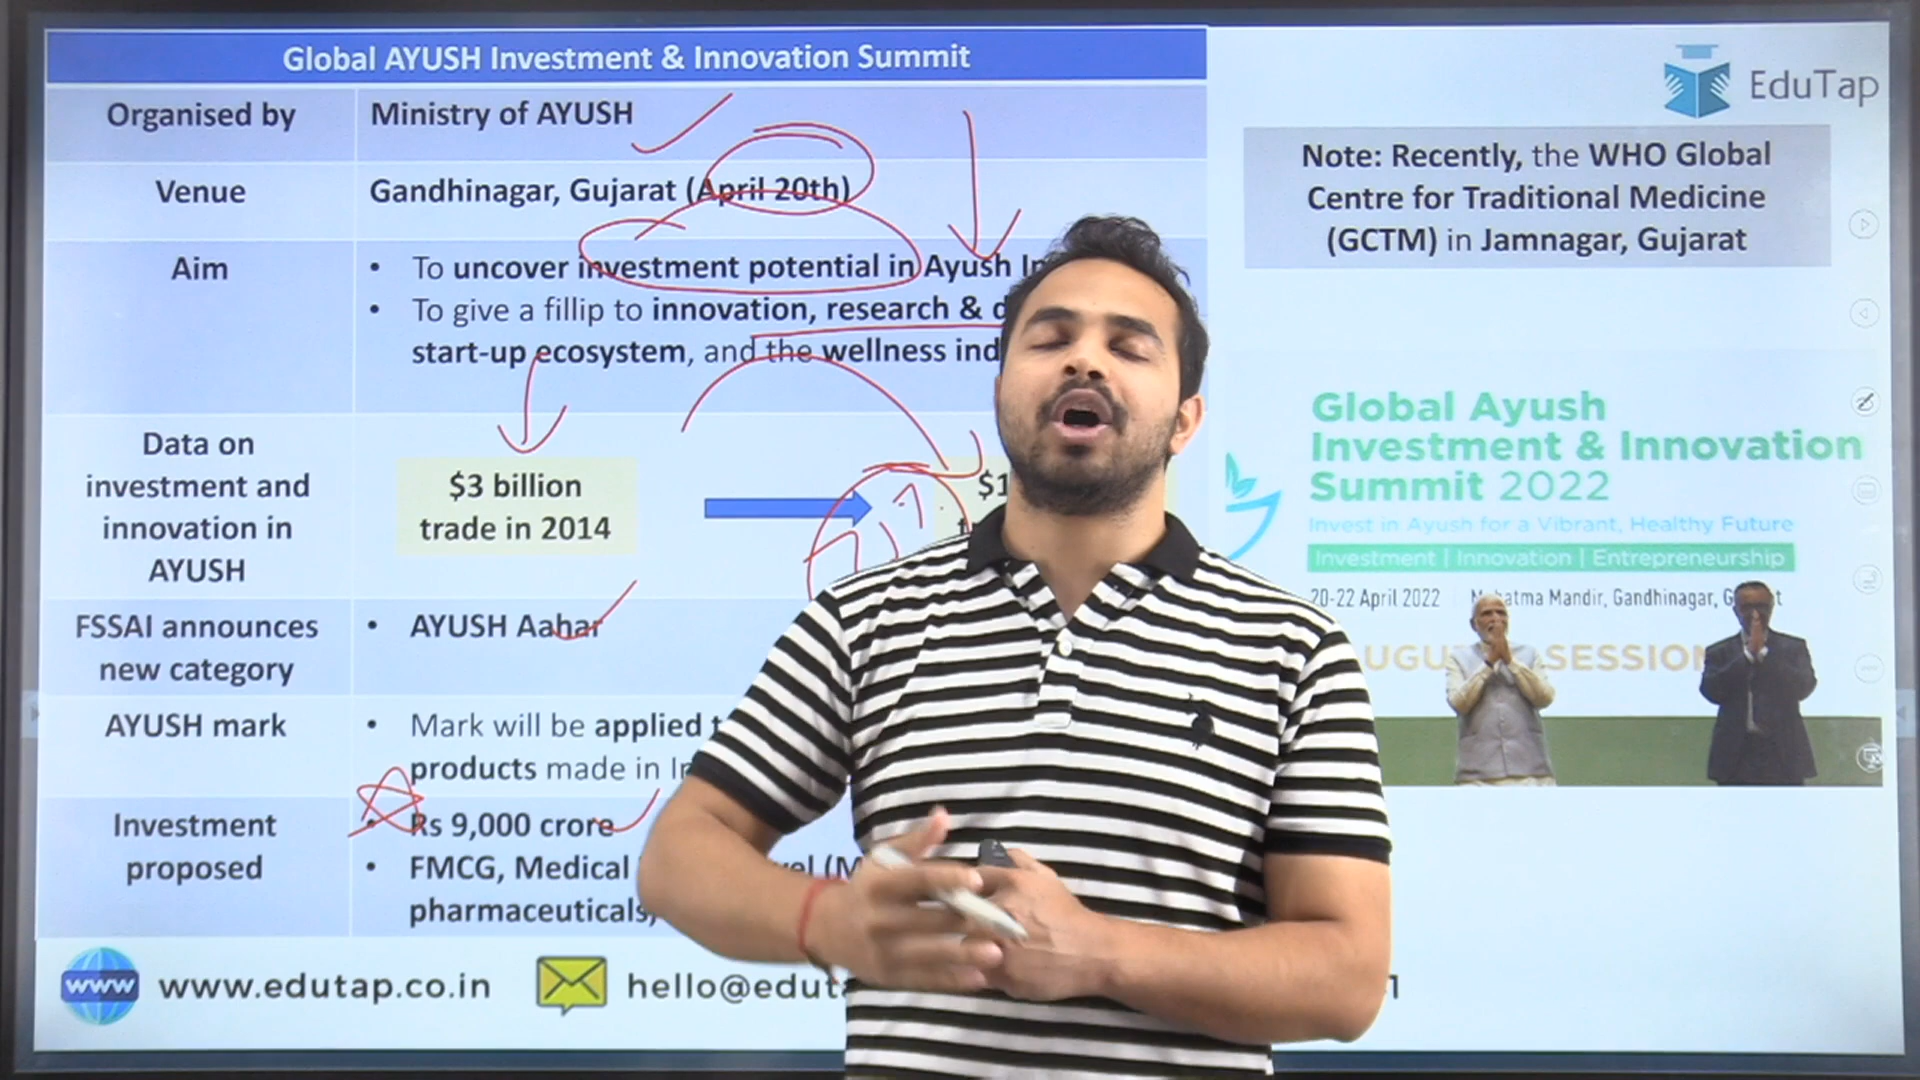 Global AYUSH Investment & Innovation Summit
Organised by
Ministry of AYUSH
Venue
Gandhinagar, Gujarat (April 20th)
Aim
• To uncover investment potential in Ayush
• To give a fillip to innovation, research &
start-up ecosystem, and the wellness
Data on
investment and
innovation in
AYUSH
$3 billion
trade in 2014
$1
FSSAI announces
new category
• AYUSH Aahar
AYUSH mark
• Mark will be applied
products made in
Investment
proposed
• Rs 9,000 crore
• FMCG, Medical
pharmaceuticals,
www
www.edutap.co.in
EduTap
Note: Recently, the WHO Global
Centre for Traditional Medicine
(GCTM) in Jamnagar, Gujarat
Global Ayush
Investment & Innovation
Summit 2022
Invest in Ayush for a Vibrant, Healthy Future
Investment | Innovation | Entrepreneurship
20-22 April 2022
Mandir, Gandhinagar,
SESSION